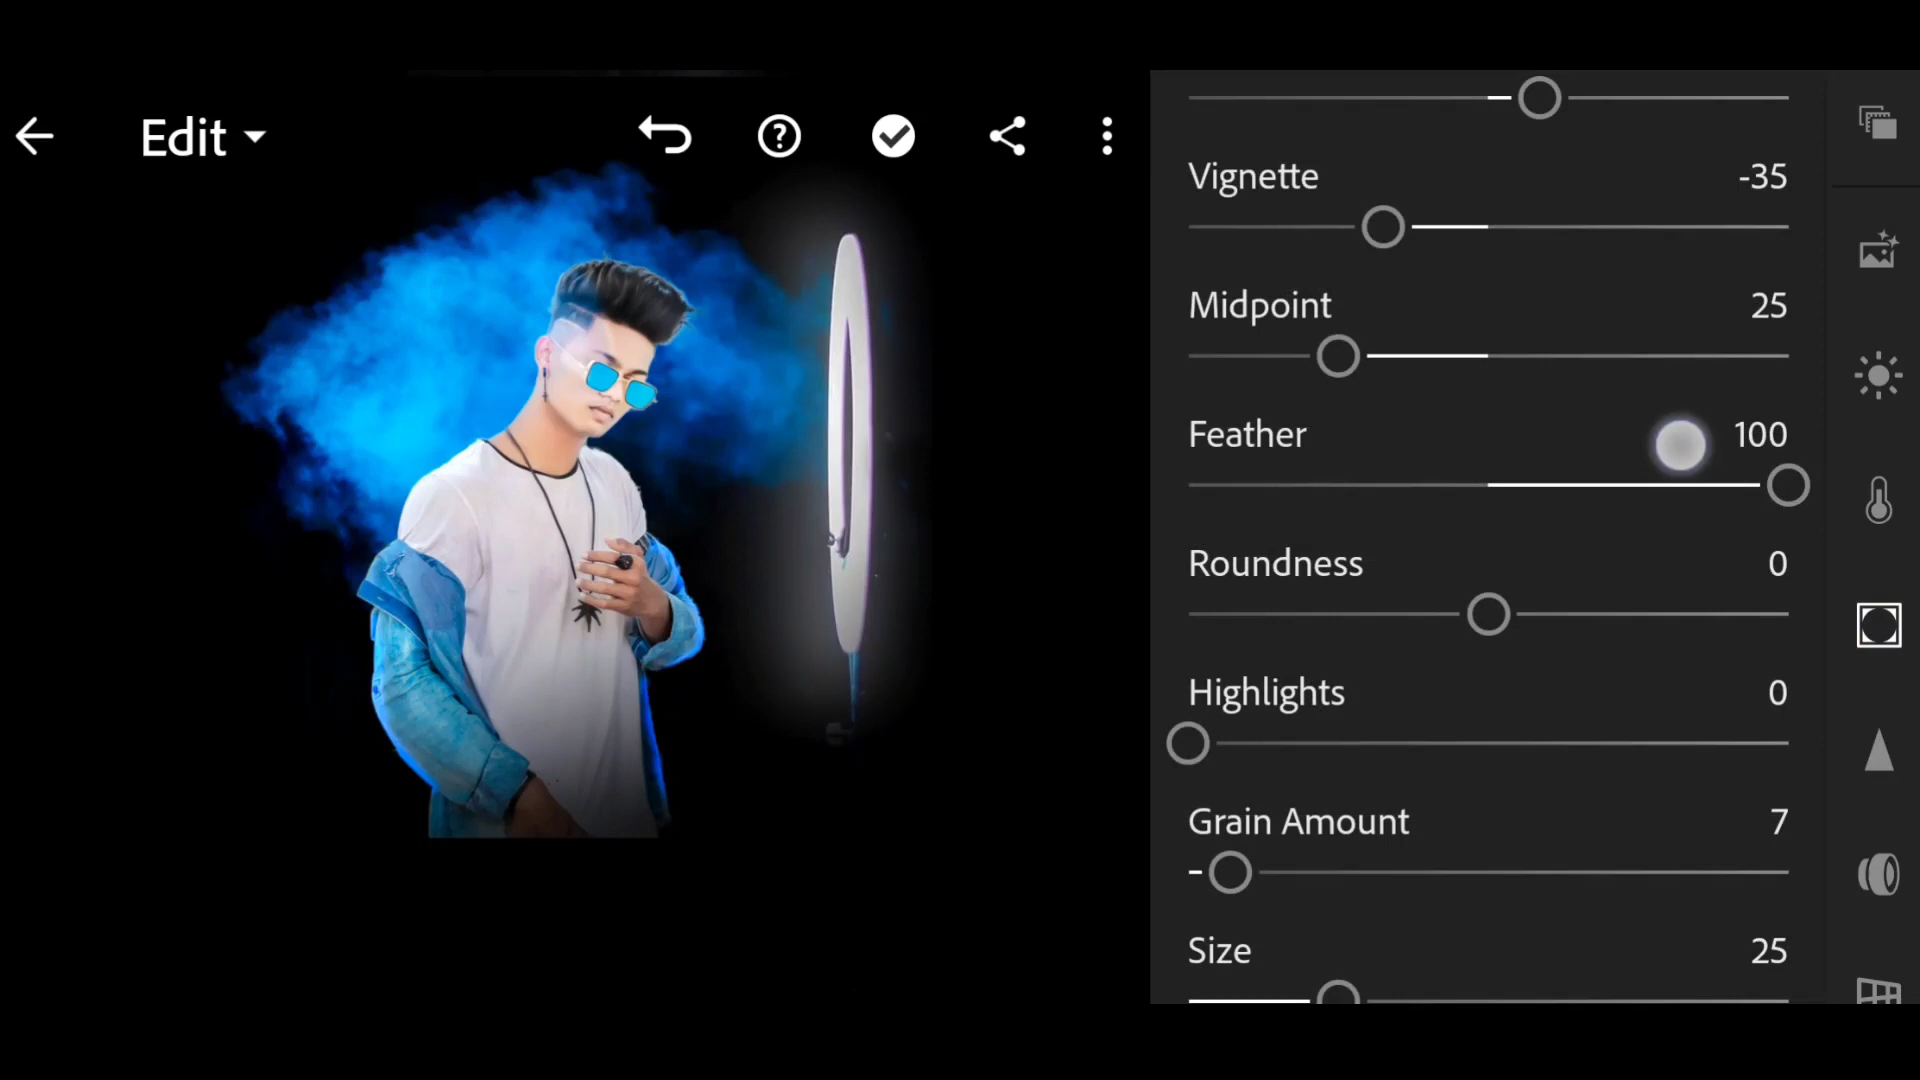 Edit
Vignette -35
Midpoint 25
Feather 100
Roundness 0
Highlights 0
Grain Amount 7
Size 25